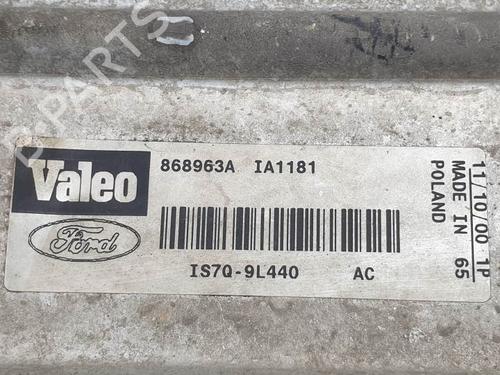 B-PARTS
Valeo
868963A IA1181
Ford
IS7Q-9L440 AC
11/10/00 1P
MADE IN 65
POLAND